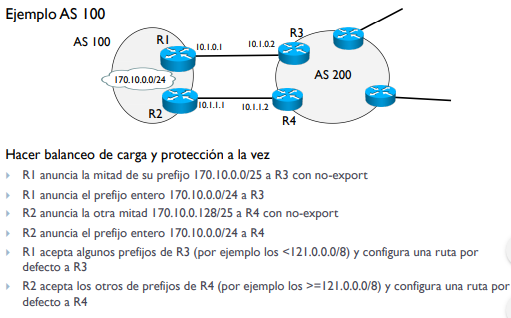 Ejemplo AS 100
AS 100
R1
10.1.0.1
10.1.0.2
R3
170.10.0.0/24
AS 200
R2
10.1.1.1
10.1.1.2
R4
Hacer balanceo de carga y protección a la vez
R1 anuncia la mitad de su prefijo 170.10.0.0/25 a R3 con no-export
R1 anuncia el prefijo entero 170.10.0.0/24 a R3
R2 anuncia la otra mitad 170.10.0.128/25 a R4 con no-export
R2 anuncia el prefijo entero 170.10.0.0/24 a R4
R1 acepta algunos prefijos de R3 (por ejemplo los <121.0.0.0/8) y configura una ruta por
defecto a R3
R2 acepta los otros de prefijos de R4 (por ejemplo los >=121.0.0.0/8) y configura una ruta por
defecto a R4